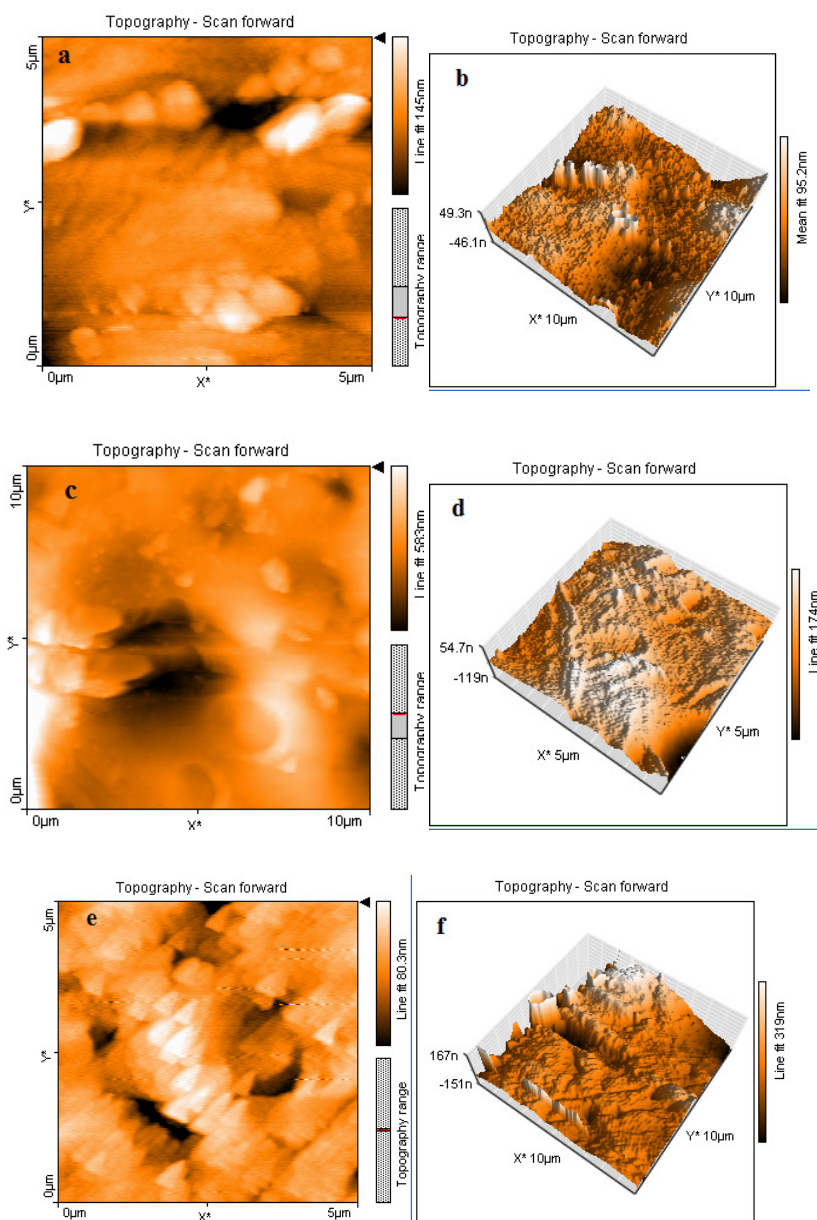 Topography - Scan forward
a
5µm
Y*
0µm
0µm
X*
5µm
Line fit 145nm
Topography range
Topography - Scan forward
b
49.3n
-46.1n
X* 10µm
Y* 10µm
Mean fit 95.2nm
Topography - Scan forward
c
10µm
Y*
0µm
0µm
X*
10µm
Line fit 583nm
Topography range
Topography - Scan forward
d
54.7n
-119n
X* 5µm
Y* 5µm
Line fit 174nm
Topography - Scan forward
e
5µm
Y*
0µm
0µm
X*
5µm
Line fit 80.3nm
Topography range
Topography - Scan forward
f
167n
-151n
X* 10µm
Y* 10µm
Line fit 319nm